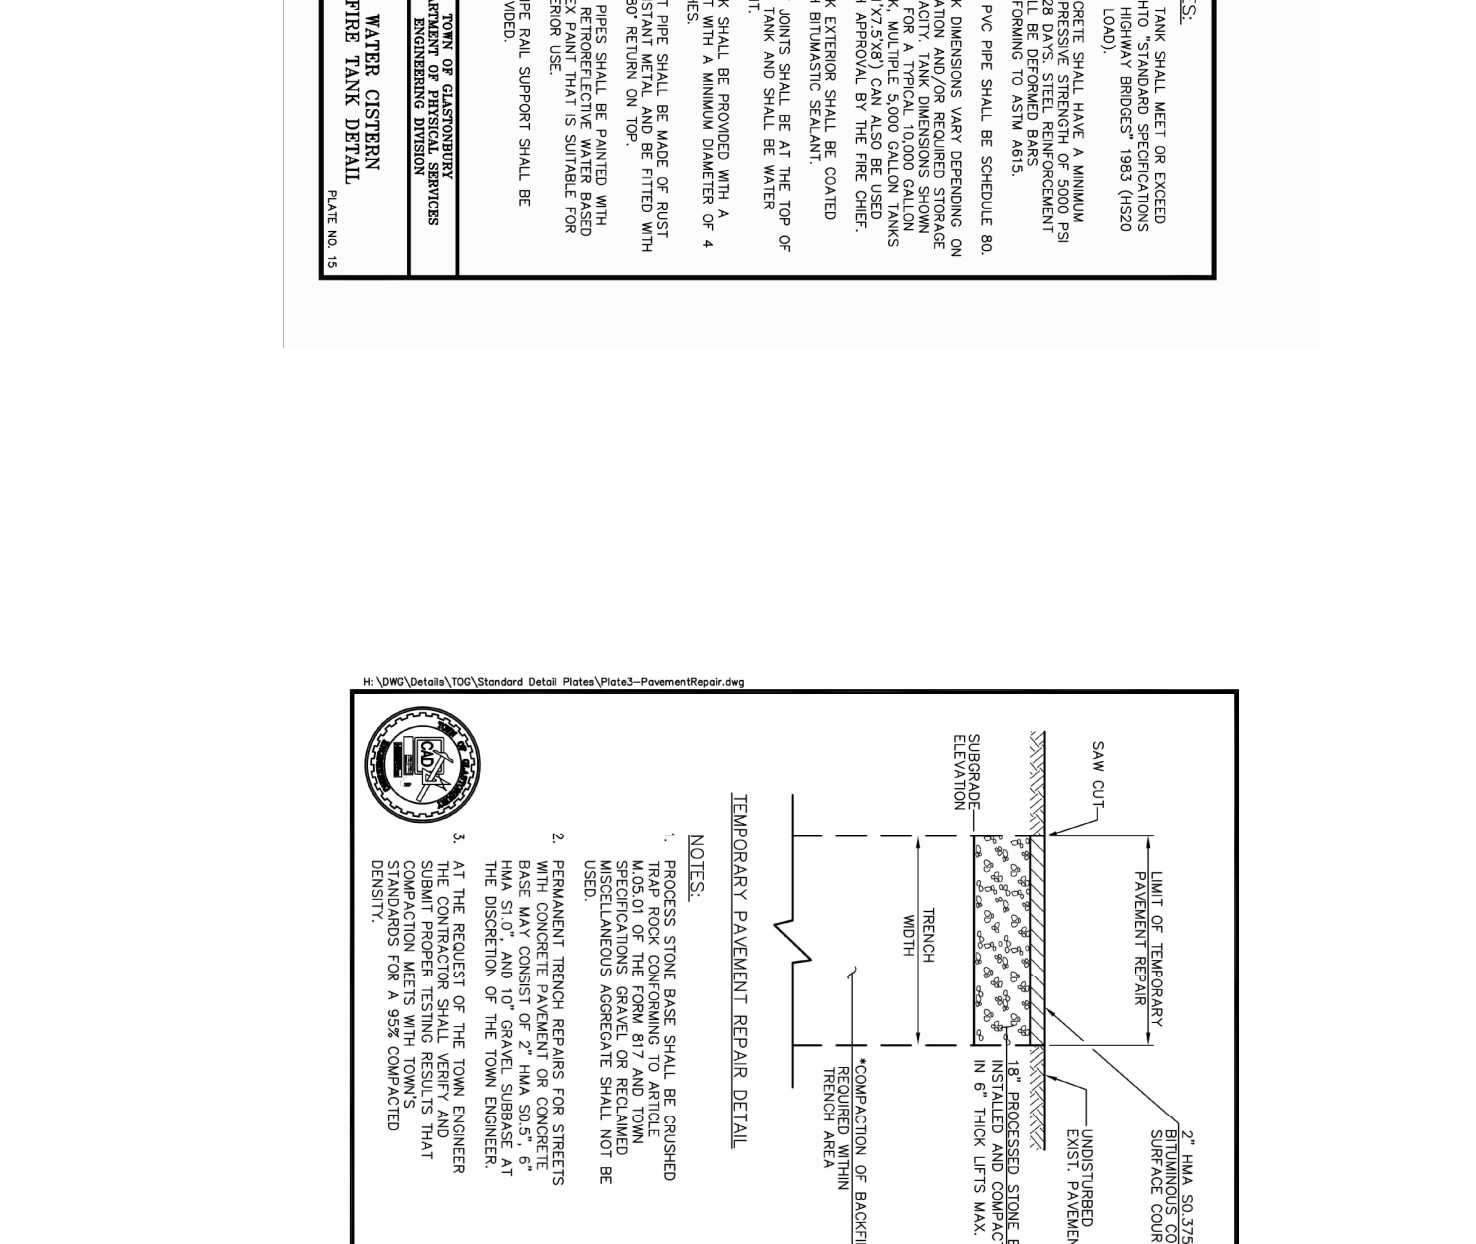 ES:
TANK SHALL MEET OR EXCEED
HTO "STANDARD SPECIFICATIONS
HIGHWAY BRIDGES" 1983 (HS20
LOAD).
CRETE SHALL HAVE A MINIMUM
PRESSIVE STRENGTH OF 5000 PSI
28 DAYS. STEEL REINFORCEMENT
LL BE DEFORMED BARS
FORMING TO ASTM A615.
PVC PIPE SHALL BE SCHEDULE 80.
K DIMENSIONS VARY DEPENDING ON
ATION AND/OR REQUIRED STORAGE
ACITY. TANK DIMENSIONS SHOWN
FOR A TYPICAL 10,000 GALLON
K, MULTIPLE 5,000 GALLON TANKS
1'X7.5'X8') CAN ALSO BE USED
H APPROVAL BY THE FIRE CHIEF.
K EXTERIOR SHALL BE COATED
H BITUMASTIC SEALANT.
JOINTS SHALL BE AT THE TOP OF
TANK AND SHALL BE WATER
T.
K SHALL BE PROVIDED WITH A
T WITH A MINIMUM DIAMETER OF 4
HES.
T PIPE SHALL BE MADE OF RUST
ISTANT METAL AND BE FITTED WITH
80° RETURN ON TOP.
PIPES SHALL BE PAINTED WITH
RETROREFLECTIVE WATER BASED
EX PAINT THAT IS SUITABLE FOR
ERIOR USE.
IPE RAIL SUPPORT SHALL BE
VIDED.
TOWN OF GLASTONBURY
ARTMENT OF PHYSICAL SERVICES
ENGINEERING DIVISION
WATER CISTERN
FIRE TANK DETAIL
PLATE NO. 15
H:\DWG\Details\TOG\Standard Detail Plates\Plate3-PavementRepair.dwg
2" HMA S0.375
BITUMINOUS CO
SURFACE COUR
LIMIT OF TEMPORARY
PAVEMENT REPAIR
SAW CUT
UNDISTURBED
EXIST. PAVEMEN
18" PROCESSED STONE B
INSTALLED AND COMPAC
IN 6" THICK LIFTS MAX.
SUBGRADE
ELEVATION
TRENCH
WIDTH
*COMPACTION OF BACKFI
REQUIRED WITHIN
TRENCH AREA
TEMPORARY PAVEMENT REPAIR DETAIL
NOTES:
1. PROCESS STONE BASE SHALL BE CRUSHED
TRAP ROCK CONFORMING TO ARTICLE
M.05.01 OF THE FORM 817 AND TOWN
SPECIFICATIONS. GRAVEL OR RECLAIMED
MISCELLANEOUS AGGREGATE SHALL NOT BE
USED.
2. PERMANENT TRENCH REPAIRS FOR STREETS
WITH CONCRETE PAVEMENT OR CONCRETE
BASE MAY CONSIST OF 2" HMA S0.5", 6"
HMA S1.0", AND 10" GRAVEL SUBBASE AT
THE DISCRETION OF THE TOWN ENGINEER.
3. AT THE REQUEST OF THE TOWN ENGINEER
THE CONTRACTOR SHALL VERIFY AND
SUBMIT PROPER TESTING RESULTS THAT
COMPACTION MEETS WITH TOWN'S
STANDARDS FOR A 95% COMPACTED
DENSITY.
TOWN OF GLASTONBURY
CAD